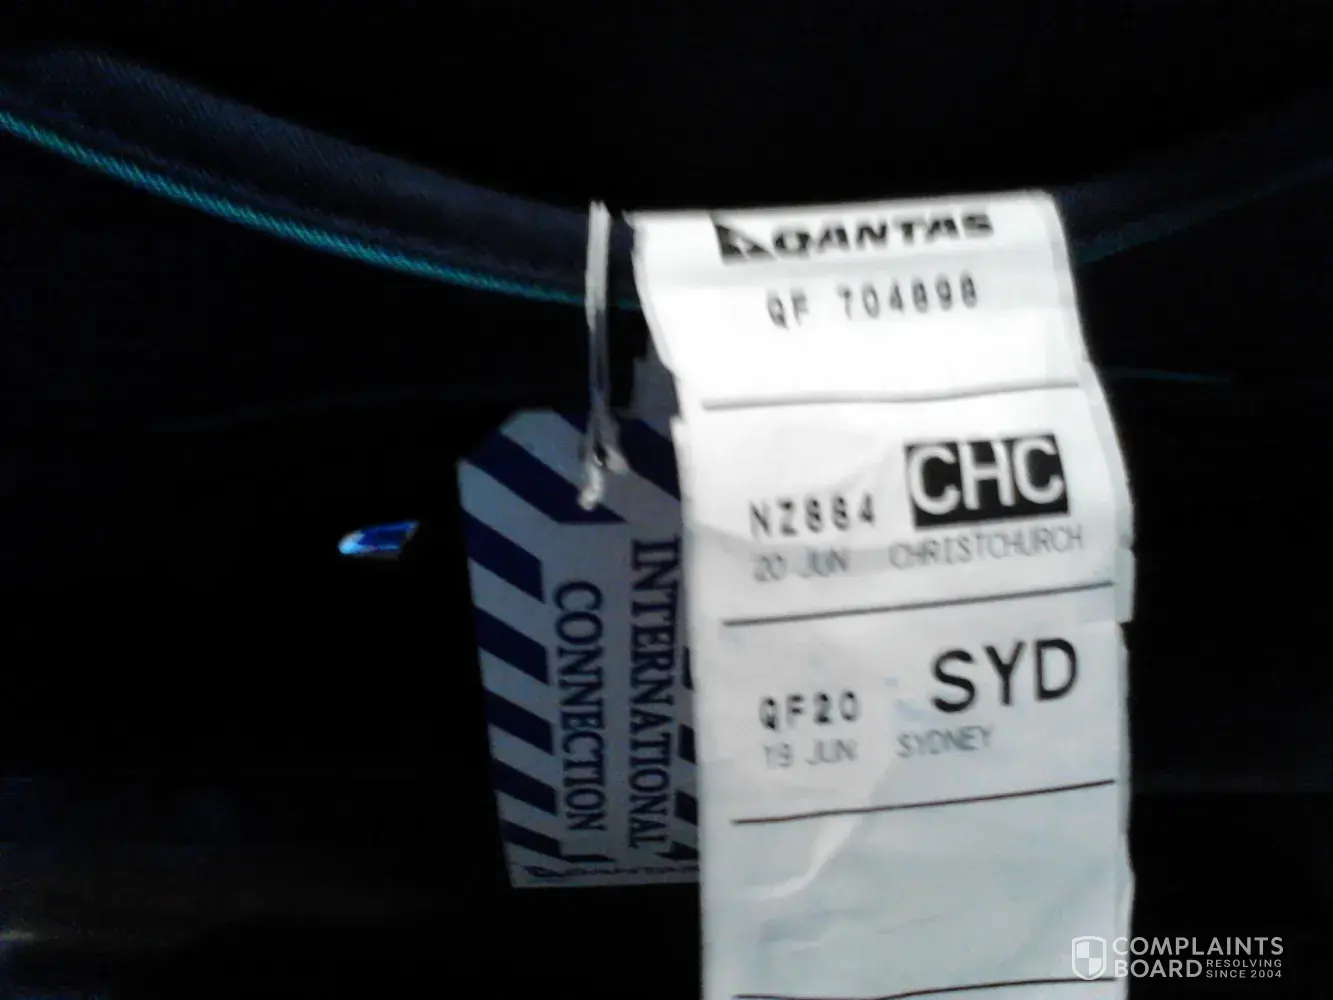 QANTAS
QF 704898
NZ884 CHC
20 JUN CHRISTCHURCH
QF20 SYD
19 JUN SYDNEY
INTERNATIONAL
CONNECTION
QANTAS
COMPLAINTS
BOARD RESOLVING
SINCE 2004